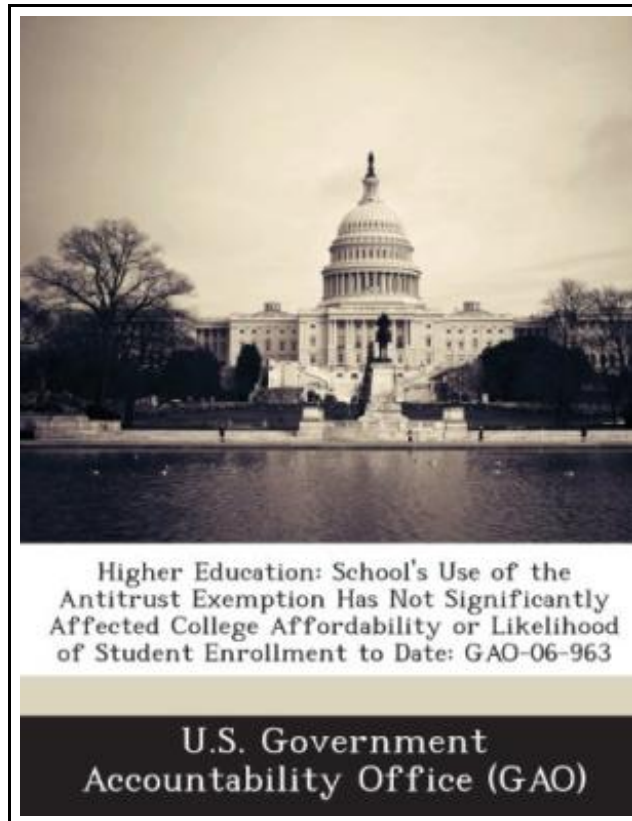 Higher Education: School's Use of the
Antitrust Exemption Has Not Significantly
Affected College Affordability or Likelihood
of Student Enrollment to Date: GAO-06-963
U.S. Government
Accountability Office (GAO)